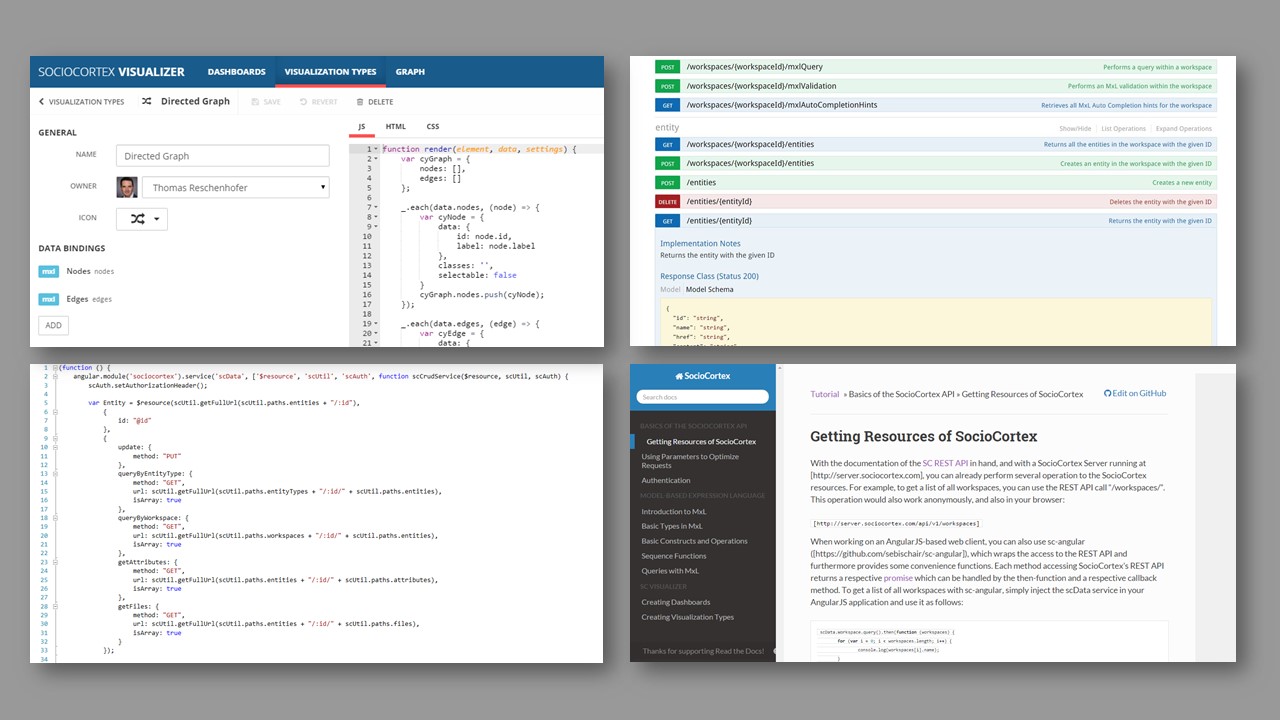 SOCIOCORTEX VISUALIZER DASHBOARDS VISUALIZATION TYPES GRAPH
VISUALIZATION TYPES Directed Graph SAVE REVERT DELETE
GENERAL
NAME Directed Graph
OWNER Thomas Reschenhofer
ICON
DATA BINDINGS
mxl Nodes nodes
mxl Edges edges
ADD
JS HTML CSS
1 function render(element, data, settings) {
2 var cyGraph = {
3 nodes: [],
4 edges: []
5 };
6
7 _.each(data.nodes, (node) => {
8 var cyNode = {
9 data: {
10 id: node.id,
11 label: node.label
12 },
13 classes: '',
14 selectable: false
15 }
16 cyGraph.nodes.push(cyNode);
17 });
18
19 _.each(data.edges, (edge) => {
20 var cyEdge = {
21 data: {
POST /workspaces/{workspaceId}/mxlQuery Performs a query within a workspace
POST /workspaces/{workspaceId}/mxlValidation Performs an MxL validation within the workspace
GET /workspaces/{workspaceId}/mxlAutoCompletionHints Retrieves all MxL Auto Completion hints for the workspace
entity Show/Hide List Operations Expand Operations
GET /workspaces/{workspaceId}/entities Returns all the entities in the workspace with the given ID
POST /workspaces/{workspaceId}/entities Creates an entity in the workspace with the given ID
POST /entities Creates a new entity
DELETE /entities/{entityId} Deletes the entity with the given ID
GET /entities/{entityId} Returns the entity with the given ID
Implementation Notes
Returns the entity with the given ID
Response Class (Status 200)
Model Model Schema
{
"id": "string",
"name": "string",
"href": "string",
1 (function () {
2 angular.module('sociocortex').service('scData', ['$resource', 'scUtil', 'scAuth', function scCrudService($resource, scUtil, scAuth) {
3 scAuth.setAuthorizationHeader();
4
5 var Entity = $resource(scUtil.getFullUrl(scUtil.paths.entities + "/:id"),
6 {
7 id: "@id"
8 },
9 {
10 update: {
11 method: "PUT"
12 },
13 queryByEntityType: {
14 method: "GET",
15 url: scUtil.getFullUrl(scUtil.paths.entityTypes + "/:id/" + scUtil.paths.entities),
16 isArray: true
17 },
18 queryByWorkspace: {
19 method: "GET",
20 url: scUtil.getFullUrl(scUtil.paths.workspaces + "/:id/" + scUtil.paths.entities),
21 isArray: true
22 },
23 getAttributes: {
24 method: "GET",
25 url: scUtil.getFullUrl(scUtil.paths.entities + "/:id/" + scUtil.paths.attributes),
26 isArray: true
27 },
28 getFiles: {
29 method: "GET",
30 url: scUtil.getFullUrl(scUtil.paths.entities + "/:id/" + scUtil.paths.files),
31 isArray: true
32 }
33 });
34
SocioCortex
Search docs
BASICS OF THE SOCIOCORTEX API
Getting Resources of SocioCortex
Using Parameters to Optimize
Requests
Authentication
MODEL-BASED EXPRESSION LANGUAGE
Introduction to MxL
Basic Types in MxL
Basic Constructs and Operations
Sequence Functions
Queries with MxL
SC VISUALIZER
Creating Dashboards
Creating Visualization Types
Thanks for supporting Read the Docs!
Tutorial » Basics of the SocioCortex API » Getting Resources of SocioCortex Edit on GitHub
Getting Resources of SocioCortex
With the documentation of the SC REST API in hand, and with a SocioCortex Server running at
[http://server.sociocortex.com], you can already perform several operation to the SocioCortex
resources. For example, to get a list of all workspaces, you can use the REST API call "/workspaces/".
This operation would also work anonymously, and also in your browser:
[http://server.sociocortex.com/api/v1/workspaces]
When working on an AngularJS-based web client, you can also use sc-angular
([https://github.com/sebischair/sc-angular]), which wraps the access to the REST API and
furthermore provides some convenience functions. Each method accessing SocioCortex's REST API
returns a respective promise which can be handled by the then-function and a respective callback
method. To get a list of all workspaces with sc-angular, simply inject the scData service in your
AngularJS application and use it as follows:
scData.workspace.query().then(function (workspaces) {
for (var i = 0; i < workspaces.length; i++) {
console.log(workspaces[i].name);
}